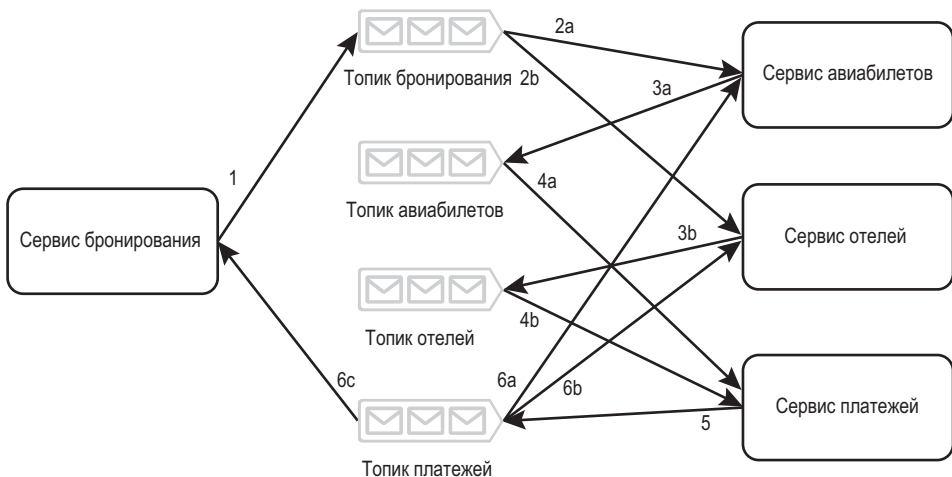 2a
Топик бронирования 2b
Сервис авиабилетов
3a
1
4a
Топик авиабилетов
Сервис бронирования
3b
Сервис отелей
4b
Топик отелей
6c
6a
6b
5
Сервис платежей
Топик платежей